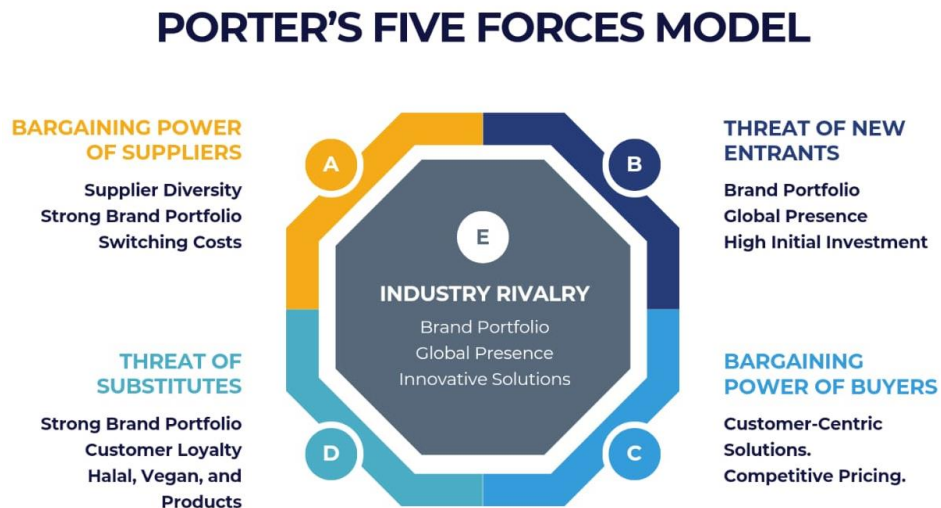 PORTER'S FIVE FORCES MODEL
BARGAINING POWER
OF SUPPLIERS
Supplier Diversity
Strong Brand Portfolio
Switching Costs
A
B
THREAT OF NEW
ENTRANTS
Brand Portfolio
Global Presence
High Initial Investment
E
INDUSTRY RIVALRY
Brand Portfolio
Global Presence
Innovative Solutions
THREAT OF
SUBSTITUTES
Strong Brand Portfolio
Customer Loyalty
Halal, Vegan, and
Products
D
C
BARGAINING
POWER OF BUYERS
Customer-Centric
Solutions.
Competitive Pricing.